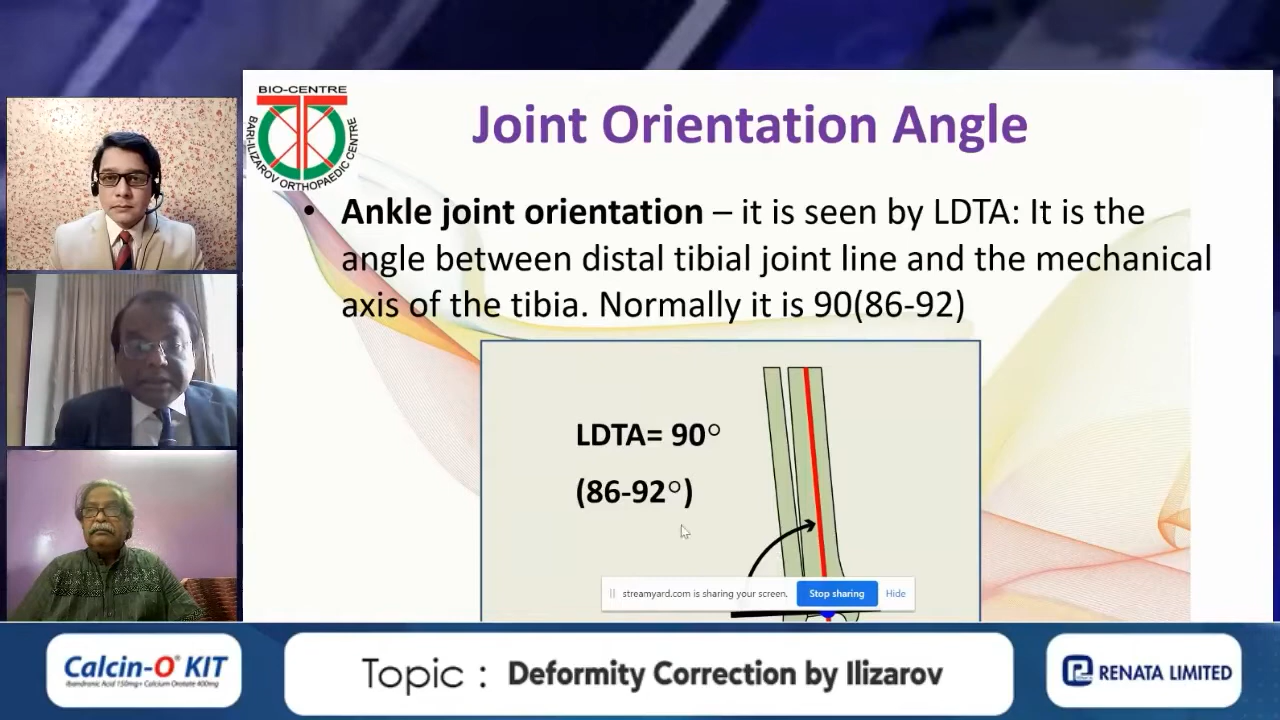 BIO-CENTRE
BARI-ILIZAROV ORTHOPAEDIC CENTRE
Joint Orientation Angle
• Ankle joint orientation – it is seen by LDTA: It is the
angle between distal tibial joint line and the mechanical
axis of the tibia. Normally it is 90(86-92)
LDTA= 90°
(86-92°)
streamyard.com is sharing your screen.
Stop sharing
Hide
Calcin-O® KIT
Ibandronic Acid 150mg+ Calcium Orotate 400mg
Topic : Deformity Correction by Ilizarov
RENATA LIMITED